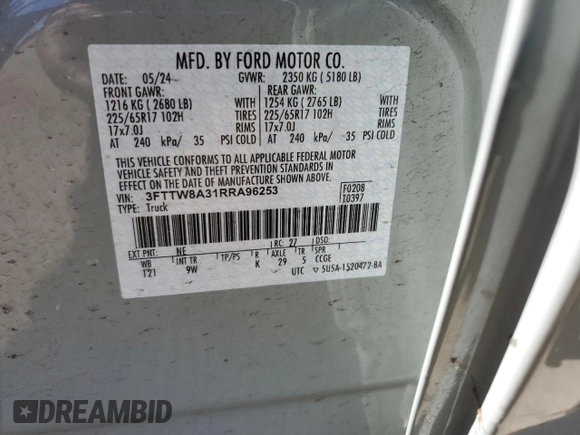 MFD. BY FORD MOTOR CO.
DATE: 05/24 GVWR: 2350 KG ( 5180 LB)
FRONT GAWR: REAR GAWR:
1216 KG ( 2680 LB) WITH 1254 KG ( 2765 LB) WITH
225/65R17 102H TIRES 225/65R17 102H TIRES
17x7.0J RIMS 17x7.0J RIMS
AT 240 kPa/ 35 PSI COLD AT 240 kPa/ 35 PSI COLD
THIS VEHICLE CONFORMS TO ALL APPLICABLE FEDERAL MOTOR
VEHICLE SAFETY AND THEFT PREVENTION STANDARDS IN
EFFECT ON THE DATE OF MANUFACTURE SHOWN ABOVE.
VIN: 3FTTW8A31RRA96253 F0208
TYPE: Truck T0397
EXT PNT: NE RC: 27 DSO:
WB INT TR TP/PS R AXLE TR SPR
121 9W K 29 5 CCGE
UTC ▽ 5U5A-1520472-BA
DREAMBID